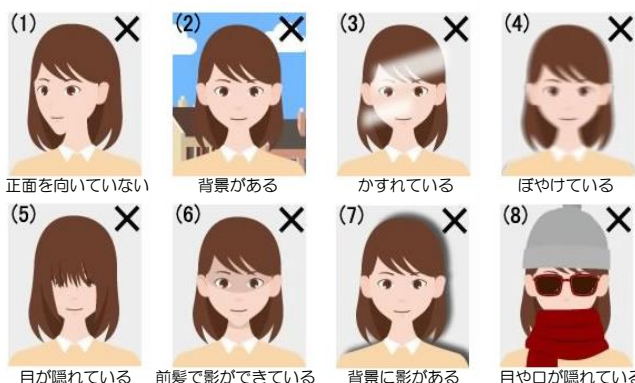 (1) (2) (3) (4)
正面を向いていない 背景がある かすれている ぼやけている
(5) (6) (7) (8)
目が隠れている 前髪で影ができている 背景に影がある 目や口が隠れている